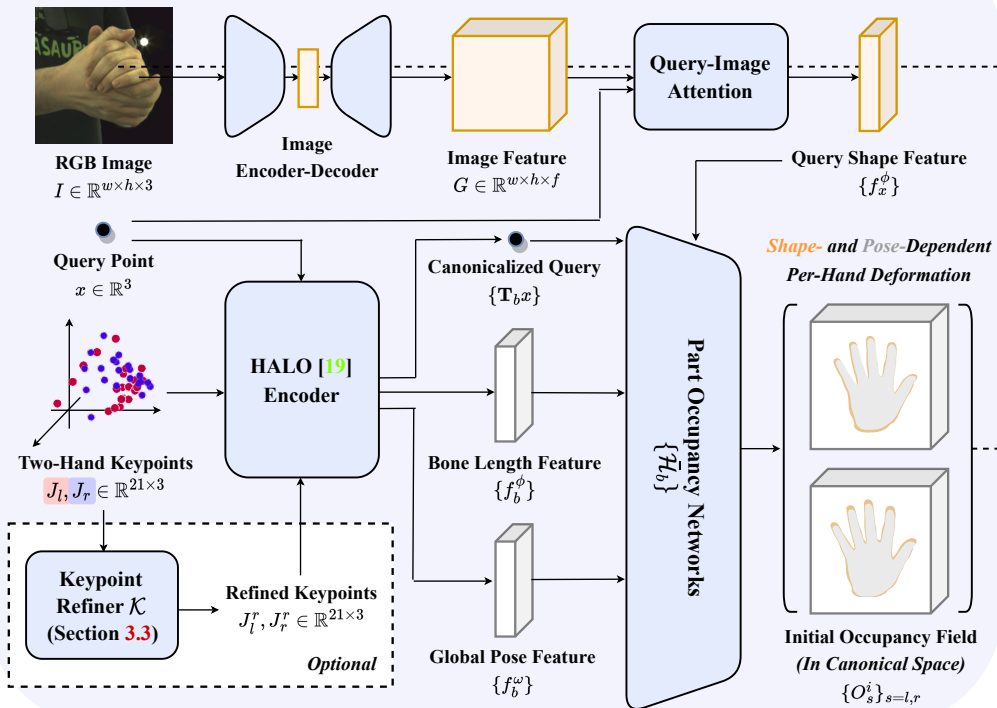 ASAUR
RGB Image
I ∈ ℝ^{w×h×3}
Image
Encoder-Decoder
Image Feature
G ∈ ℝ^{w×h×f}
Query-Image
Attention
Query Shape Feature
{f_x^ϕ}
Query Point
x ∈ ℝ^3
Canonicalized Query
{T_b x}
HALO [19]
Encoder
Two-Hand Keypoints
J_l, J_r ∈ ℝ^{21×3}
Bone Length Feature
{f_b^ϕ}
Part Occupancy Networks
{H̄_b}
Shape- and Pose-Dependent
Per-Hand Deformation
Keypoint
Refiner 𝒦
(Section 3.3)
Refined Keypoints
J_l^r, J_r^r ∈ ℝ^{21×3}
Optional
Global Pose Feature
{f_b^ω}
Initial Occupancy Field
(In Canonical Space)
{O_s^i}_{s=l,r}